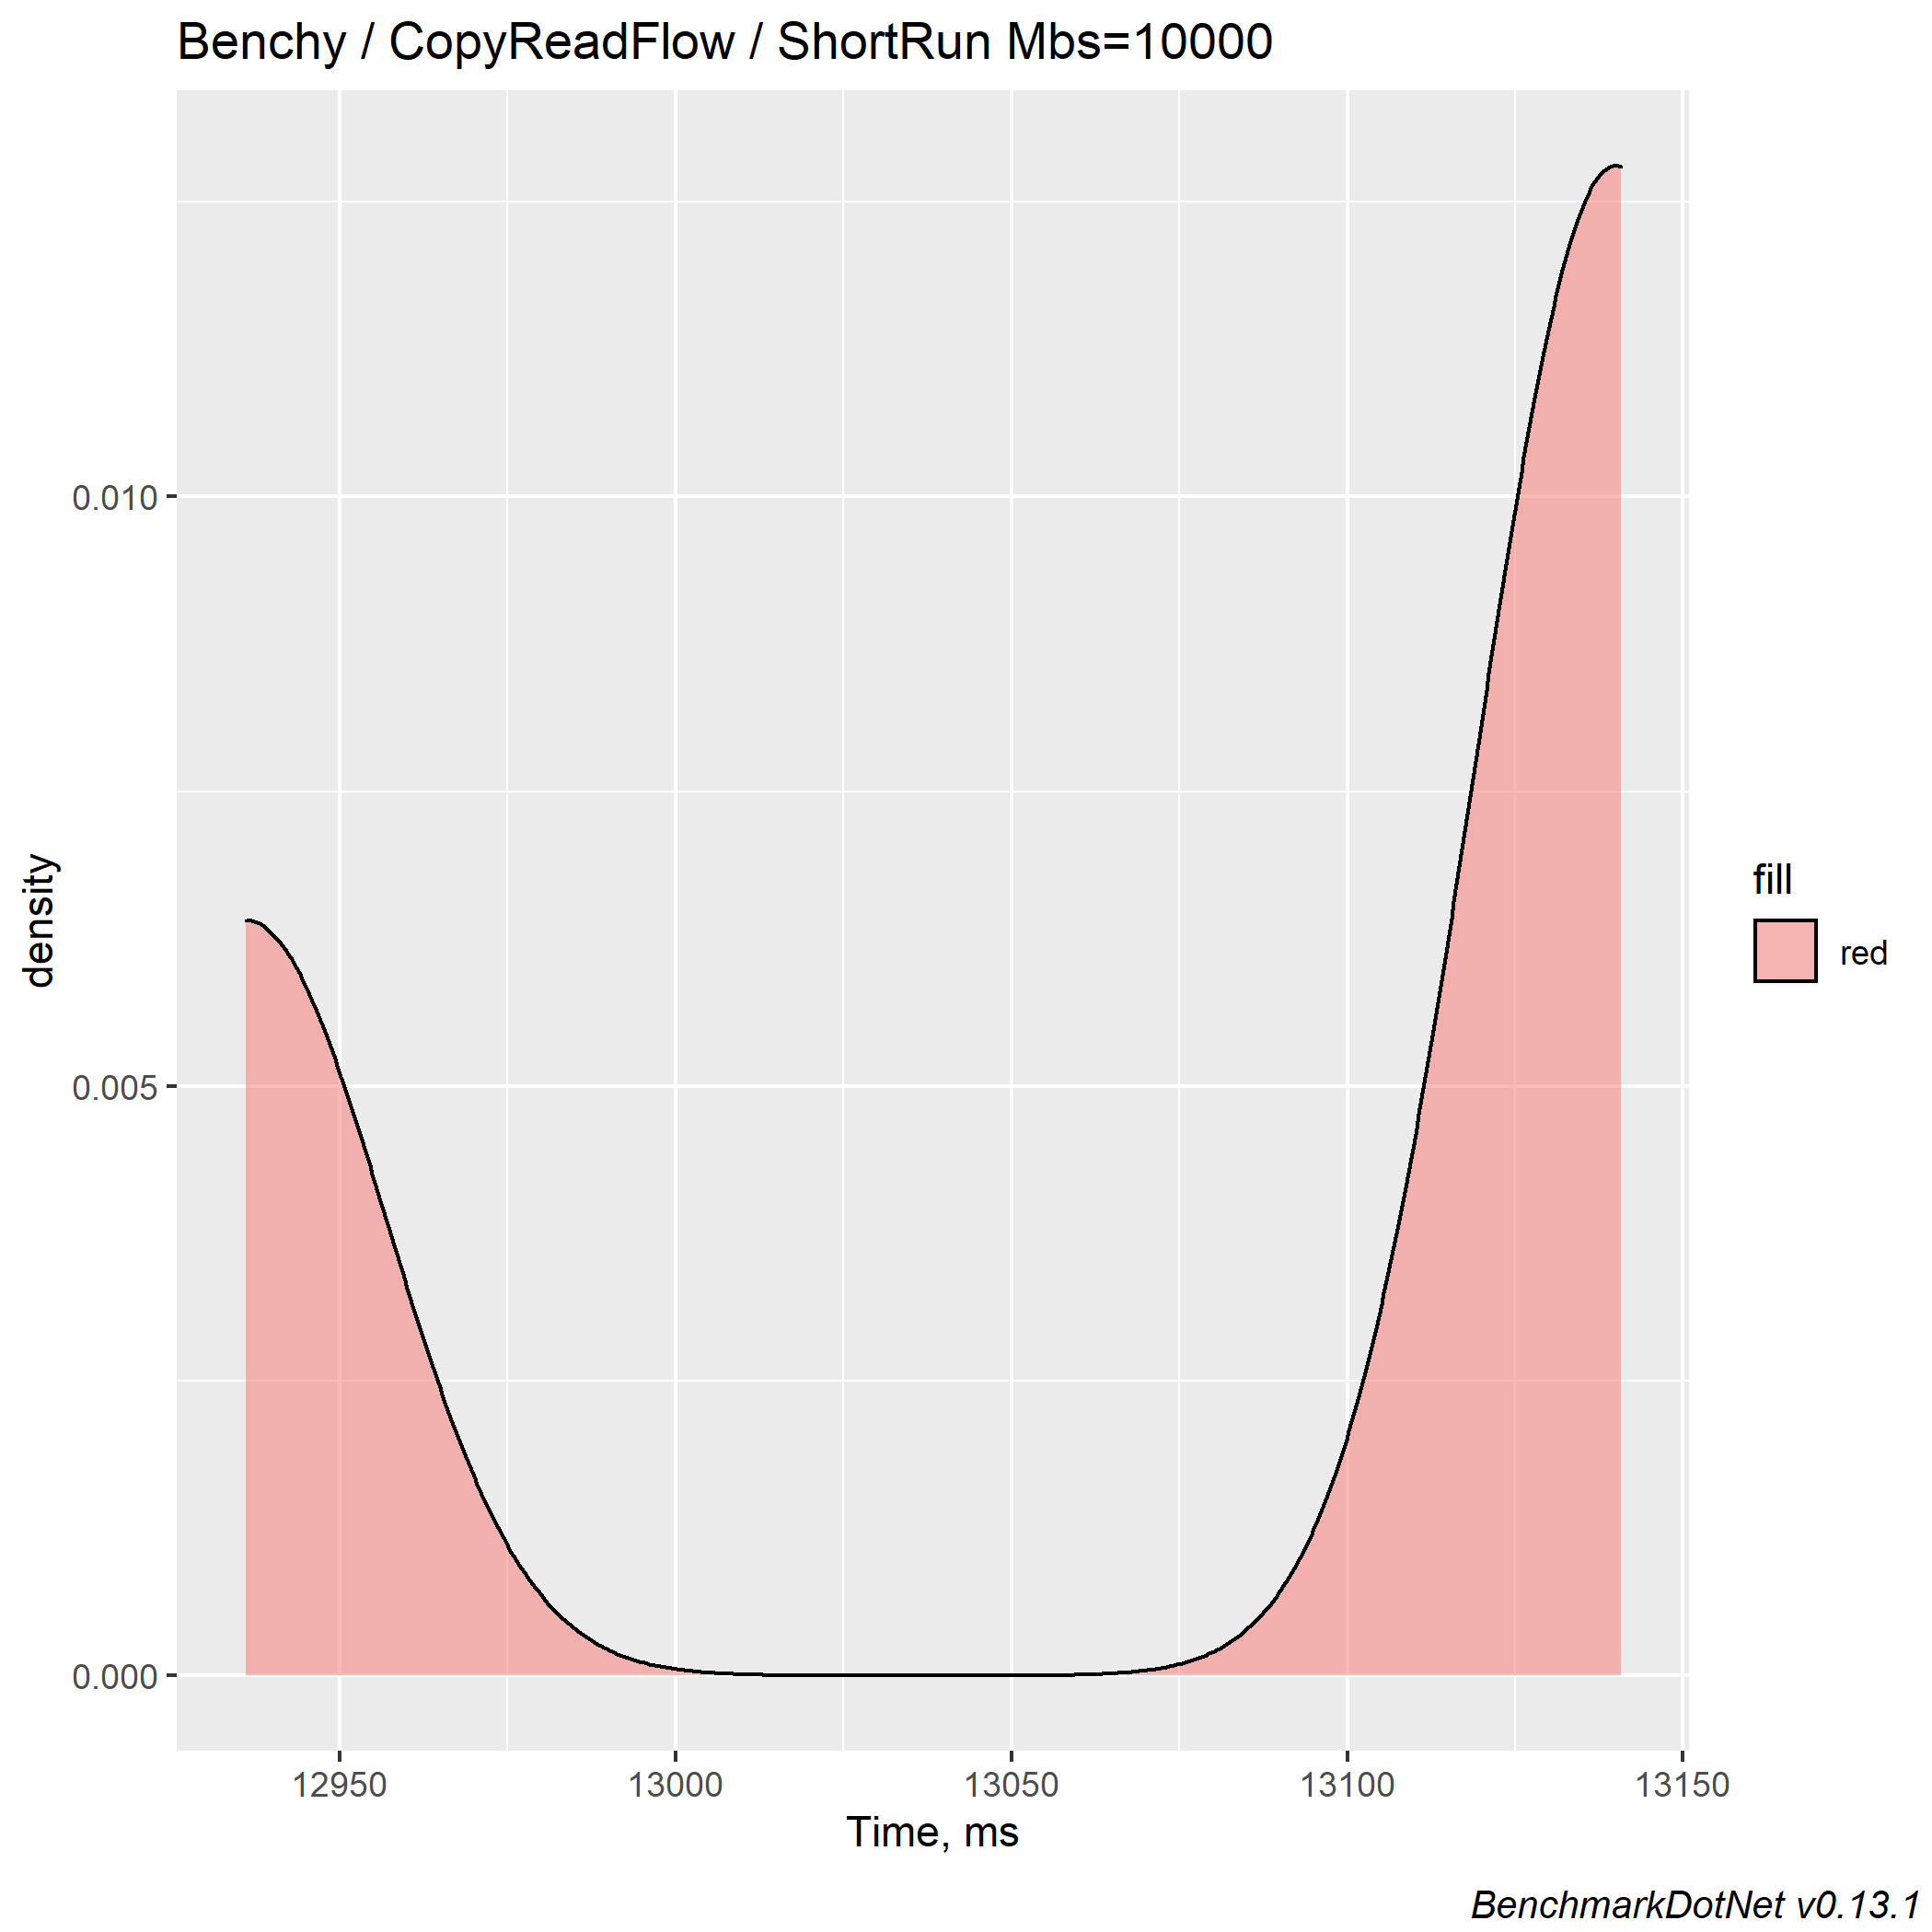 Benchy / CopyReadFlow / ShortRun Mbs=10000
0.010
0.005
0.000
density
12950 13000 13050 13100 13150
Time, ms
fill
red
BenchmarkDotNet v0.13.1